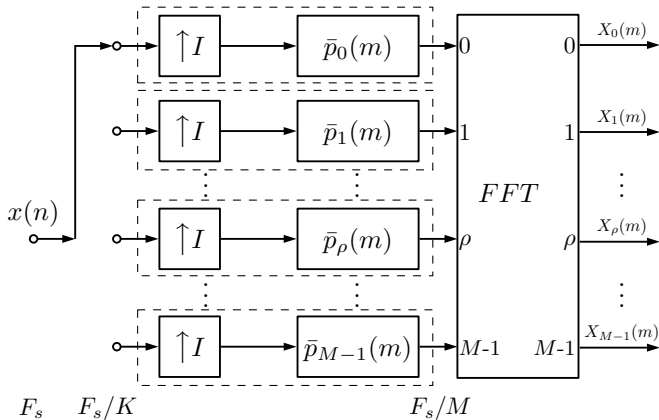 ↑I p̄₀(m) 0 0 X₀(m)
↑I p̄₁(m) 1 1 X₁(m)
x(n) FFT
↑I p̄ρ(m) ρ ρ Xρ(m)
↑I p̄M−1(m) M-1 M-1 XM−1(m)
Fs Fs/K Fs/M